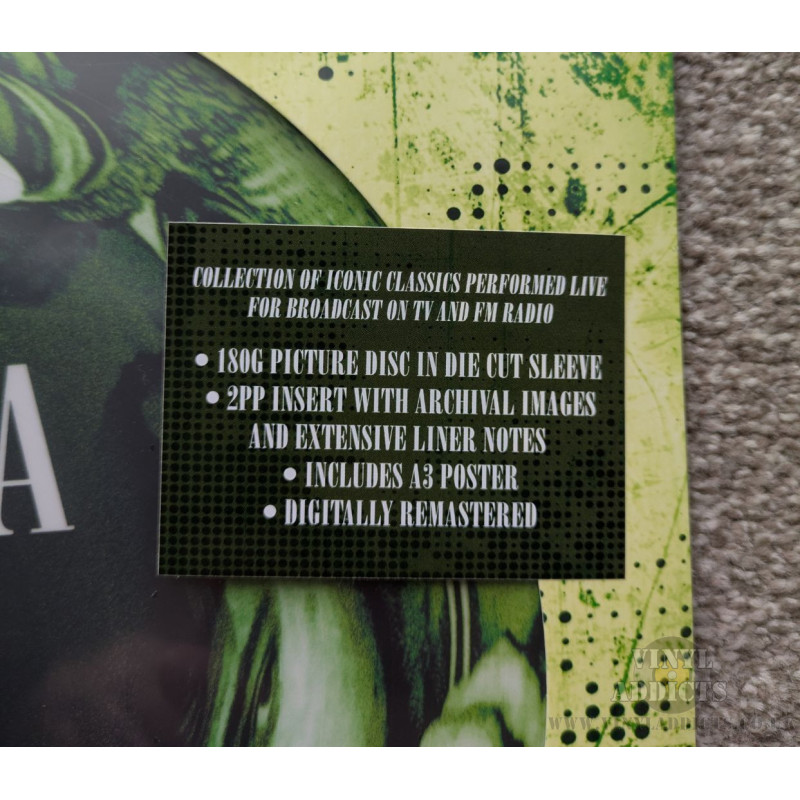 COLLECTION OF ICONIC CLASSICS PERFORMED LIVE
FOR BROADCAST ON TV AND FM RADIO
• 180G PICTURE DISC IN DIE CUT SLEEVE
• 2PP INSERT WITH ARCHIVAL IMAGES
AND EXTENSIVE LINER NOTES
• INCLUDES A3 POSTER
• DIGITALLY REMASTERED
A
VINYL
ADDICTS